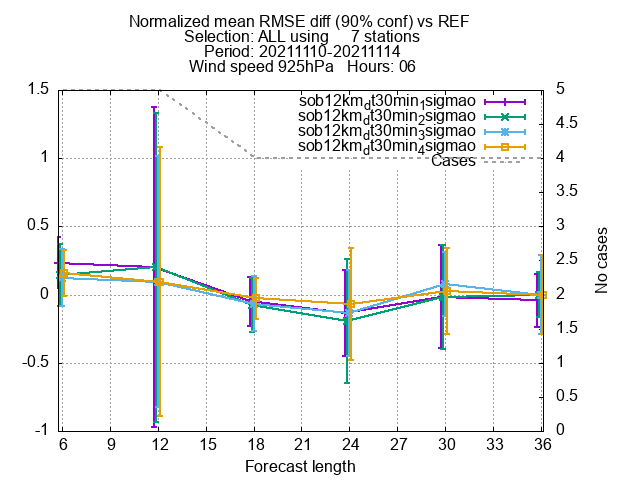 Normalized mean RMSE diff (90% conf) vs REF
Selection: ALL using 7 stations
Period: 20211110-20211114
Wind speed 925hPa Hours: 06
sob12km_dt30min_1sigmao
sob12km_dt30min_2sigmao
sob12km_dt30min_3sigmao
sob12km_dt30min_4sigmao
Cases
1.5
1
0.5
0
-0.5
-1
5
4.5
4
3.5
3
2.5
2
1.5
1
0.5
0
No cases
6 9 12 15 18 21 24 27 30 33 36
Forecast length